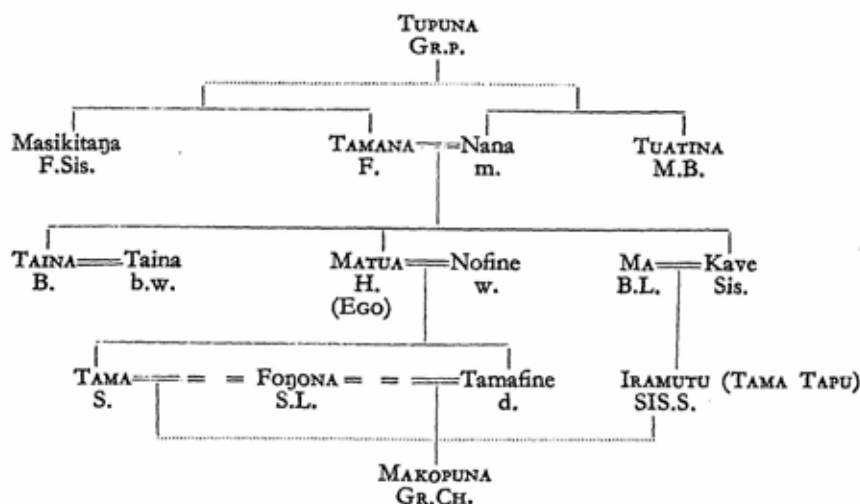 TUPUNA
GR.P.
Masikitaŋa TAMANA Nana TUATINA
F.Sis. F. m. M.B.
TAINA Taina MATUA Nofine MA Kave
B. b.w. H. w. B.L. Sis.
(EGO)
TAMA Foŋona Tamafine IRAMUTU (TAMA TAPU)
S. S.L. d. SIS.S.
MAKOPUNA
GR.CH.